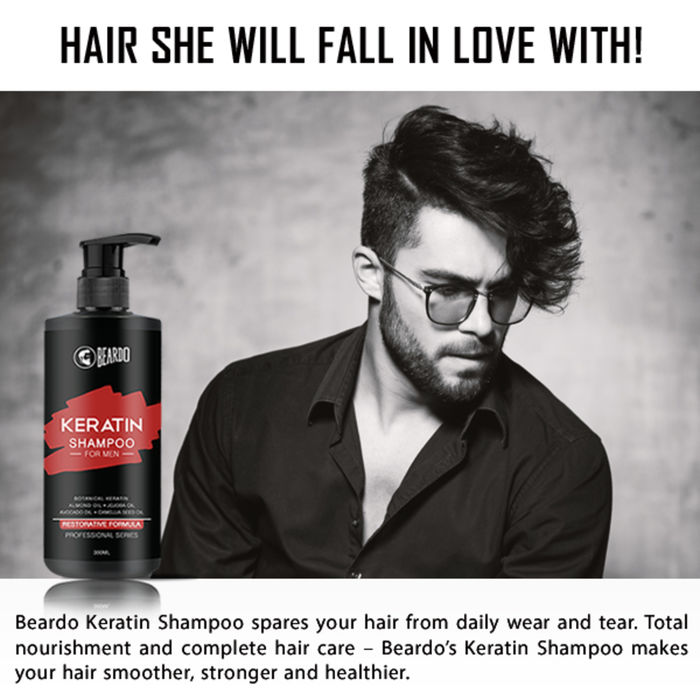 HAIR SHE WILL FALL IN LOVE WITH!
BEARDO
KERATIN
SHAMPOO
FOR MEN
BOTANICAL KERATIN
ALMOND OIL + JOJOBA OIL
AVOCADO OIL + CAMELLIA SEED OIL
RESTORATIVE FORMULA
PROFESSIONAL SERIES
300ML
Beardo Keratin Shampoo spares your hair from daily wear and tear. Total
nourishment and complete hair care – Beardo's Keratin Shampoo makes
your hair smoother, stronger and healthier.